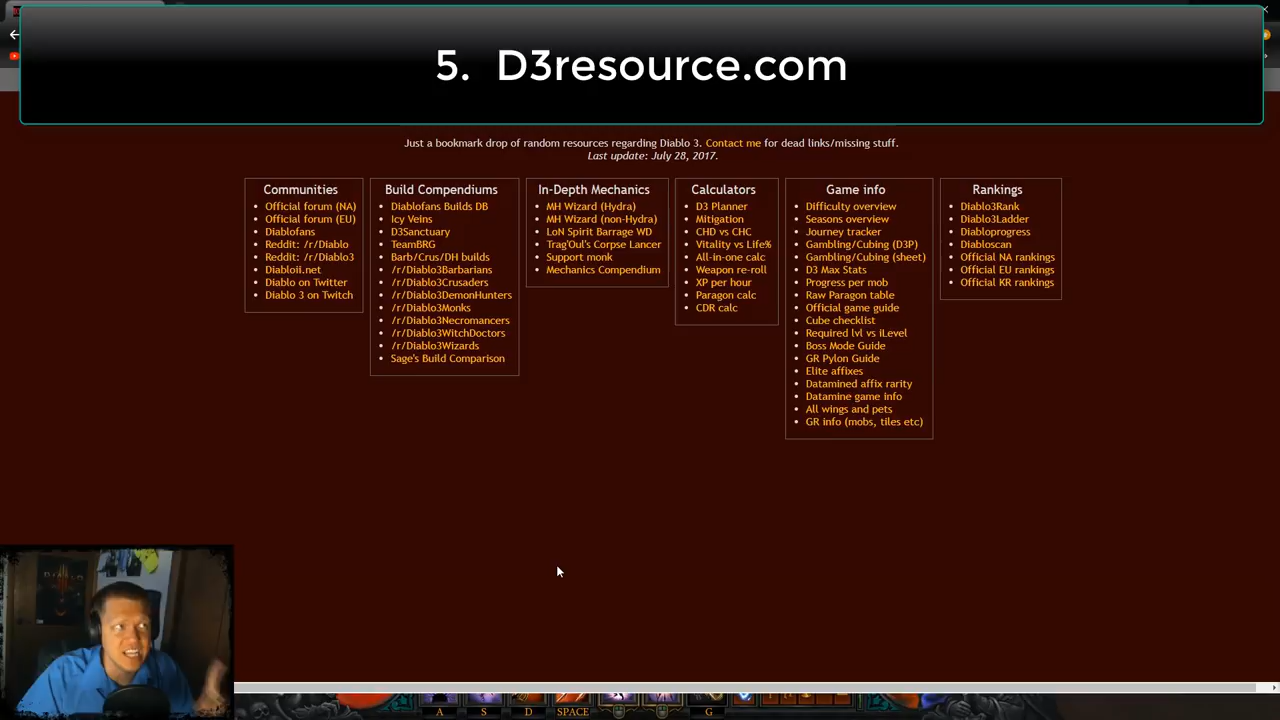 5. D3resource.com
Just a bookmark drop of random resources regarding Diablo 3. Contact me for dead links/missing stuff.
Last update: July 28, 2017.
Communities
Official forum (NA)
Official forum (EU)
Diablofans
Reddit: /r/Diablo
Reddit: /r/Diablo3
Diabloii.net
Diablo on Twitter
Diablo 3 on Twitch
Build Compendiums
Diablofans Builds DB
Icy Veins
D3Sanctuary
TeamBRG
Barb/Crus/DH builds
/r/Diablo3Barbarians
/r/Diablo3Crusaders
/r/Diablo3DemonHunters
/r/Diablo3Monks
/r/Diablo3Necromancers
/r/Diablo3WitchDoctors
/r/Diablo3Wizards
Sage's Build Comparison
In-Depth Mechanics
MH Wizard (Hydra)
MH Wizard (non-Hydra)
LoN Spirit Barrage WD
Trag'Oul's Corpse Lancer
Support monk
Mechanics Compendium
Calculators
D3 Planner
Mitigation
CHD vs CHC
Vitality vs Life%
All-in-one calc
Weapon re-roll
XP per hour
Paragon calc
CDR calc
Game info
Difficulty overview
Seasons overview
Journey tracker
Gambling/Cubing (D3P)
Gambling/Cubing (sheet)
D3 Max Stats
Progress per mob
Raw Paragon table
Official game guide
Cube checklist
Required lvl vs iLevel
Boss Mode Guide
GR Pylon Guide
Elite affixes
Datamined affix rarity
Datamine game info
All wings and pets
GR info (mobs, tiles etc)
Rankings
Diablo3Rank
Diablo3Ladder
Diabloprogress
Diabloscan
Official NA rankings
Official EU rankings
Official KR rankings
A S D SPACE G